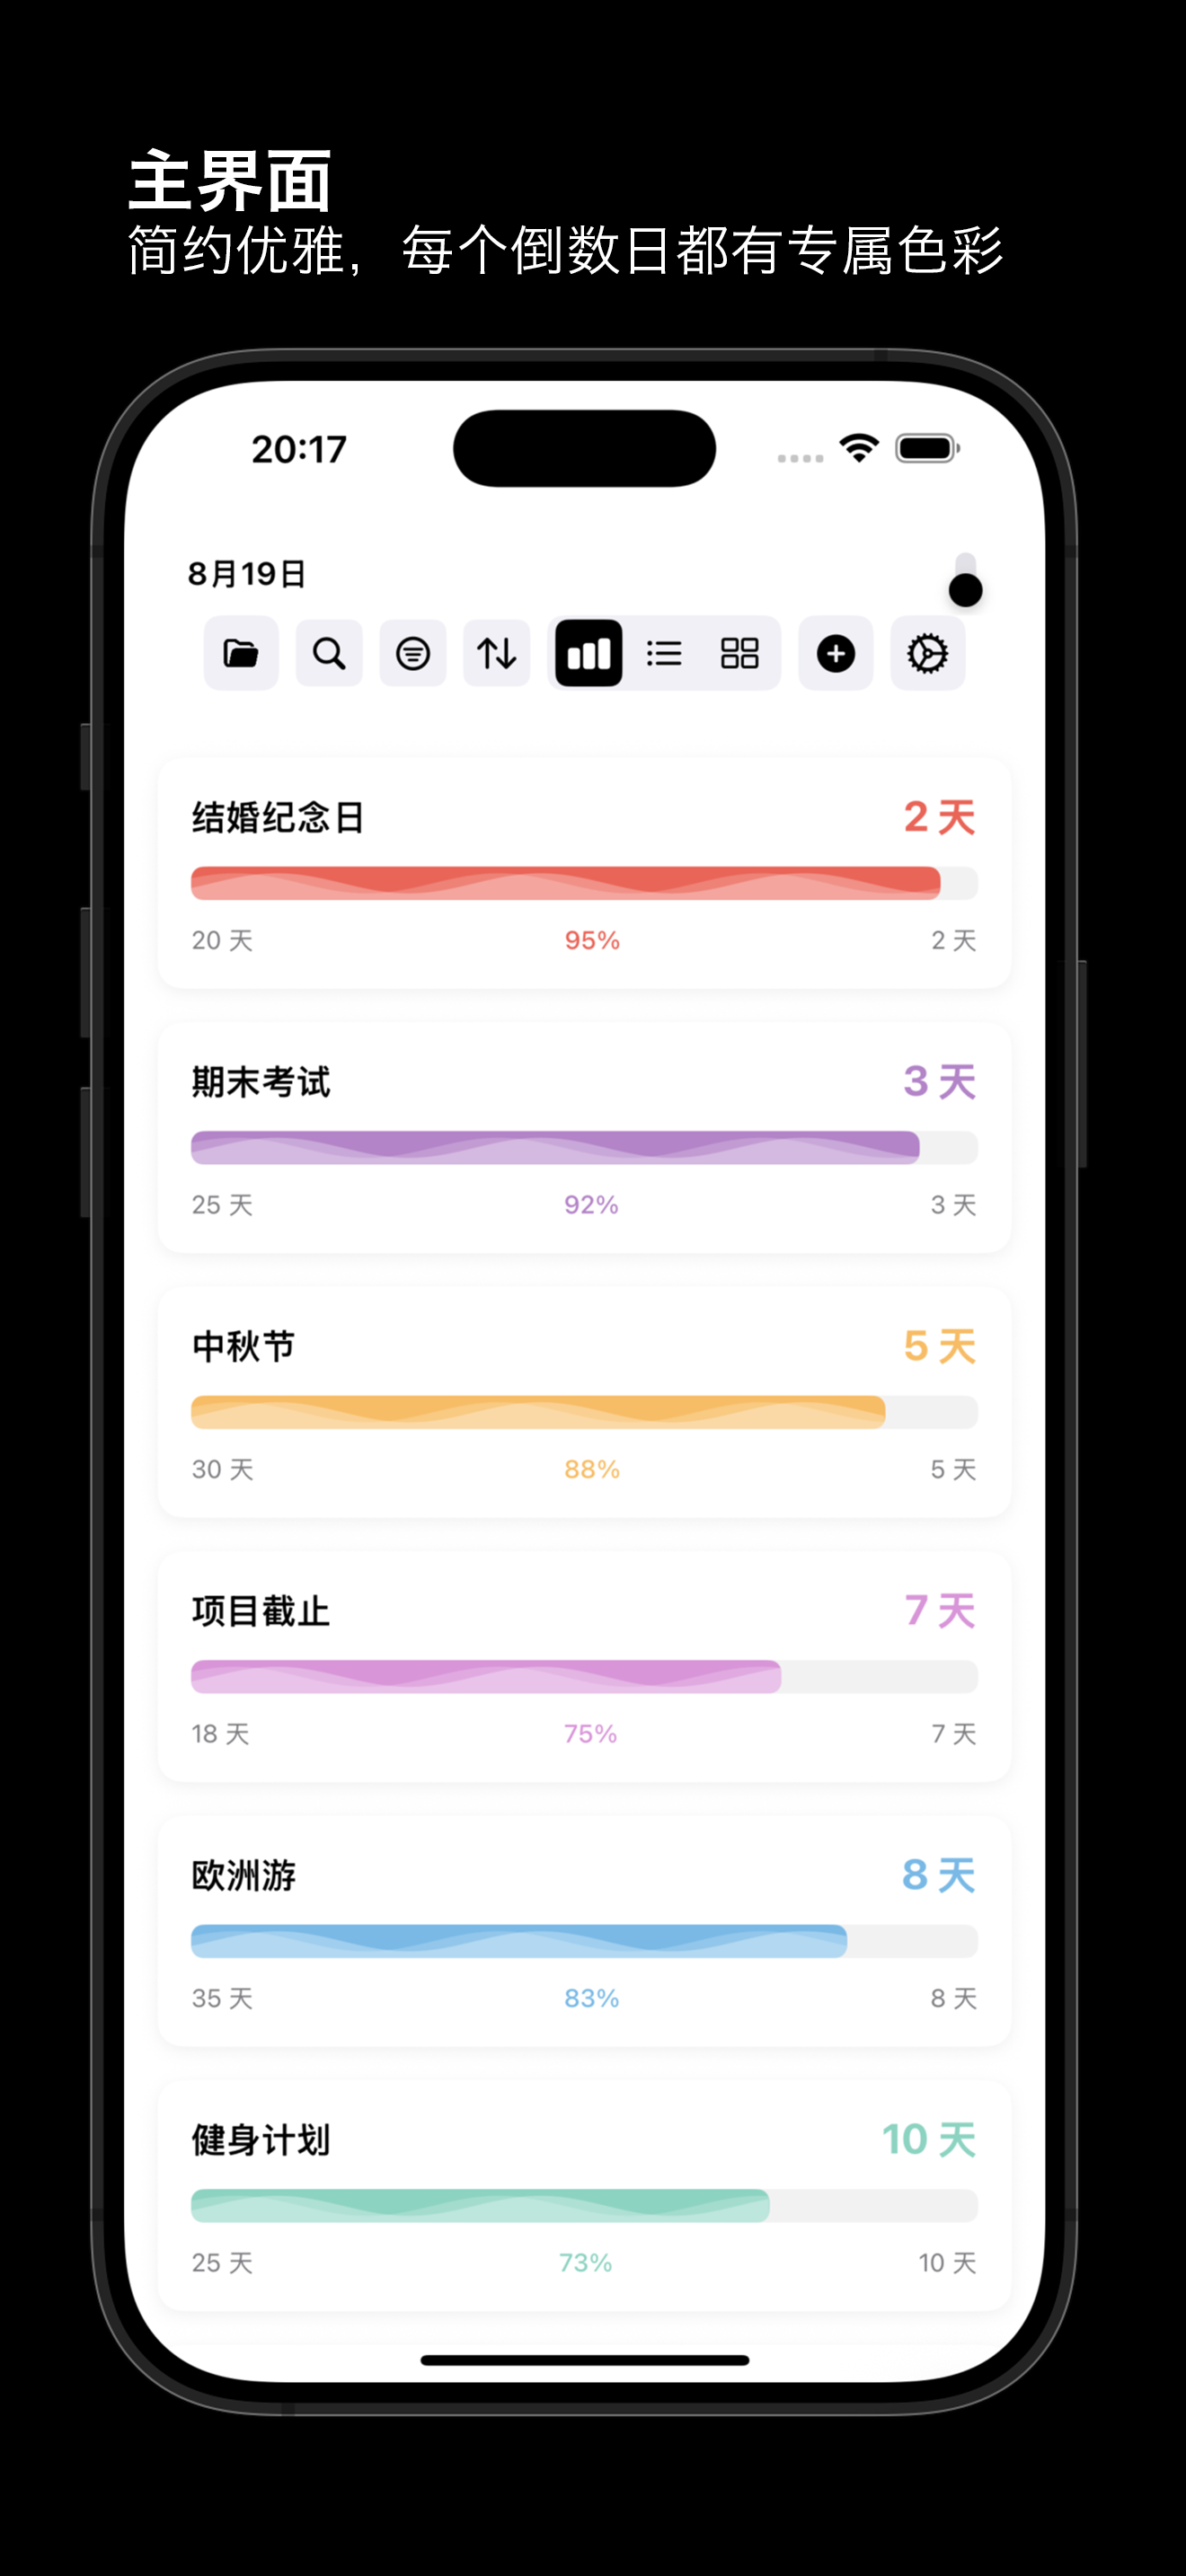 主界面
简约优雅，每个倒数日都有专属色彩
20:17
8月19日
结婚纪念日 2 天
20 天 95% 2 天
期末考试 3 天
25 天 92% 3 天
中秋节 5 天
30 天 88% 5 天
项目截止 7 天
18 天 75% 7 天
欧洲游 8 天
35 天 83% 8 天
健身计划 10 天
25 天 73% 10 天